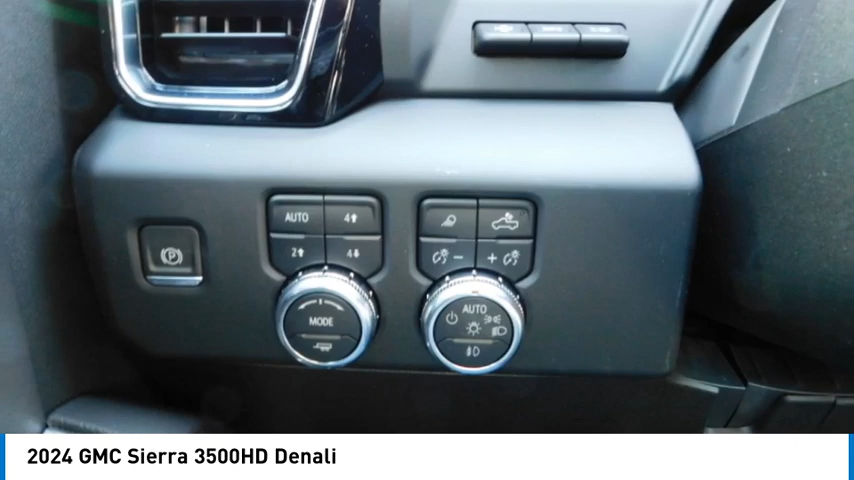 AUTO 4↑
2↑ 4↓
P
MODE
− +
AUTO
2024 GMC Sierra 3500HD Denali